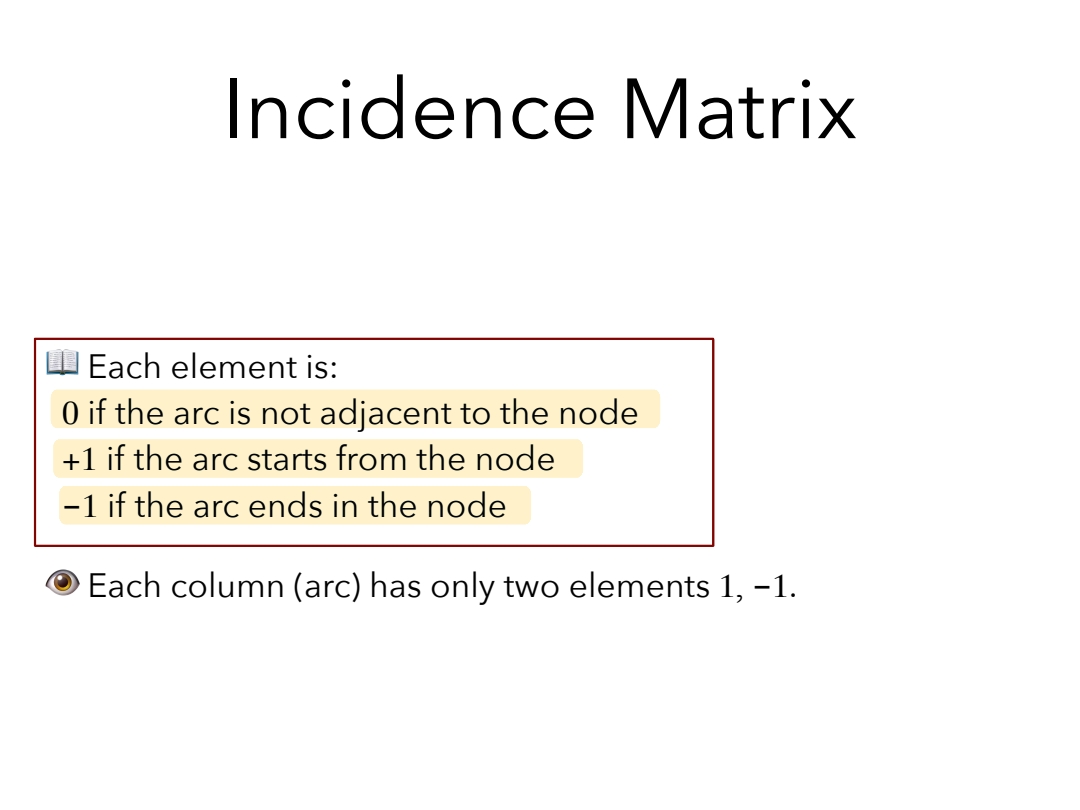 Incidence Matrix
📖 Each element is:
0 if the arc is not adjacent to the node
+1 if the arc starts from the node
−1 if the arc ends in the node
👁 Each column (arc) has only two elements 1, −1.